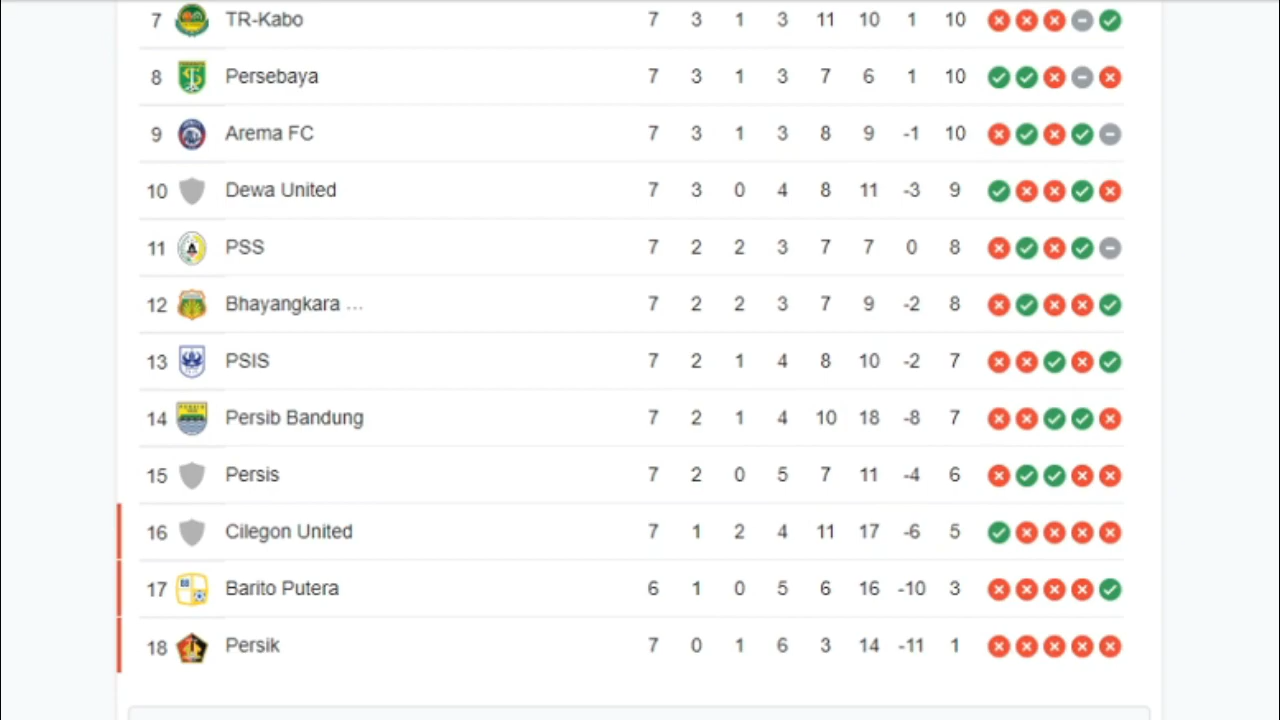 7 TR-Kabo 7 3 1 3 11 10 1 10
8 Persebaya 7 3 1 3 7 6 1 10
9 Arema FC 7 3 1 3 8 9 -1 10
10 Dewa United 7 3 0 4 8 11 -3 9
11 PSS 7 2 2 3 7 7 0 8
12 Bhayangkara ... 7 2 2 3 7 9 -2 8
13 PSIS 7 2 1 4 8 10 -2 7
14 Persib Bandung 7 2 1 4 10 18 -8 7
15 Persis 7 2 0 5 7 11 -4 6
16 Cilegon United 7 1 2 4 11 17 -6 5
17 Barito Putera 6 1 0 5 6 16 -10 3
18 Persik 7 0 1 6 3 14 -11 1